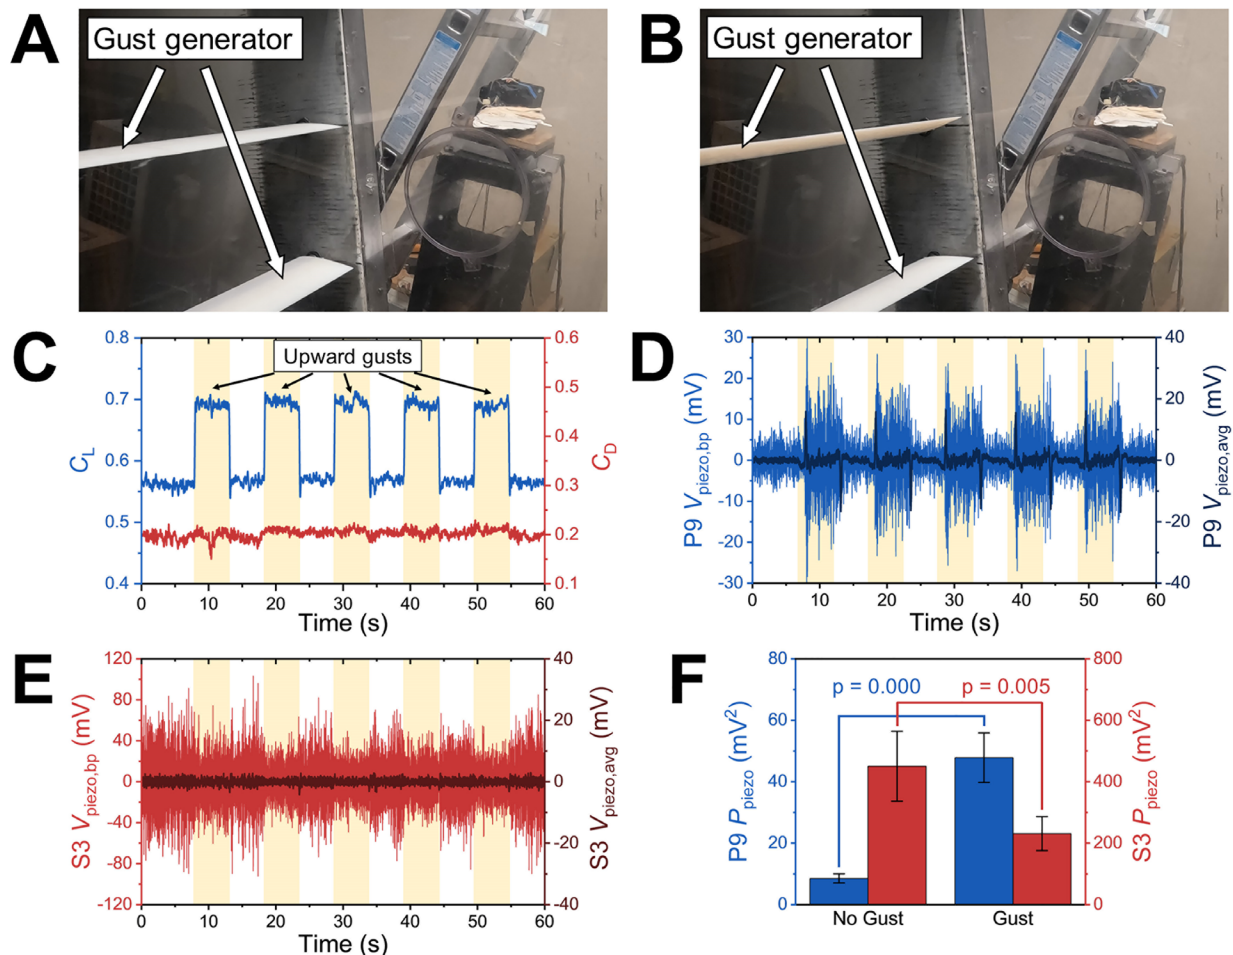 A
Gust generator
B
Gust generator
C
0.8
0.7
0.6
0.5
0.4
C_L
Upward gusts
0.6
0.5
0.4
0.3
0.2
0.1
C_D
0 10 20 30 40 50 60
Time (s)
D
30
20
10
0
-10
-20
-30
P9 V_piezo,bp (mV)
40
20
0
-20
-40
P9 V_piezo,avg (mV)
0 10 20 30 40 50 60
Time (s)
E
120
80
40
0
-40
-80
-120
S3 V_piezo,bp (mV)
40
20
0
-20
-40
S3 V_piezo,avg (mV)
0 10 20 30 40 50 60
Time (s)
F
80
60
40
20
0
P9 P_piezo (mV²)
p = 0.000 p = 0.005
800
600
400
200
0
S3 P_piezo (mV²)
No Gust Gust